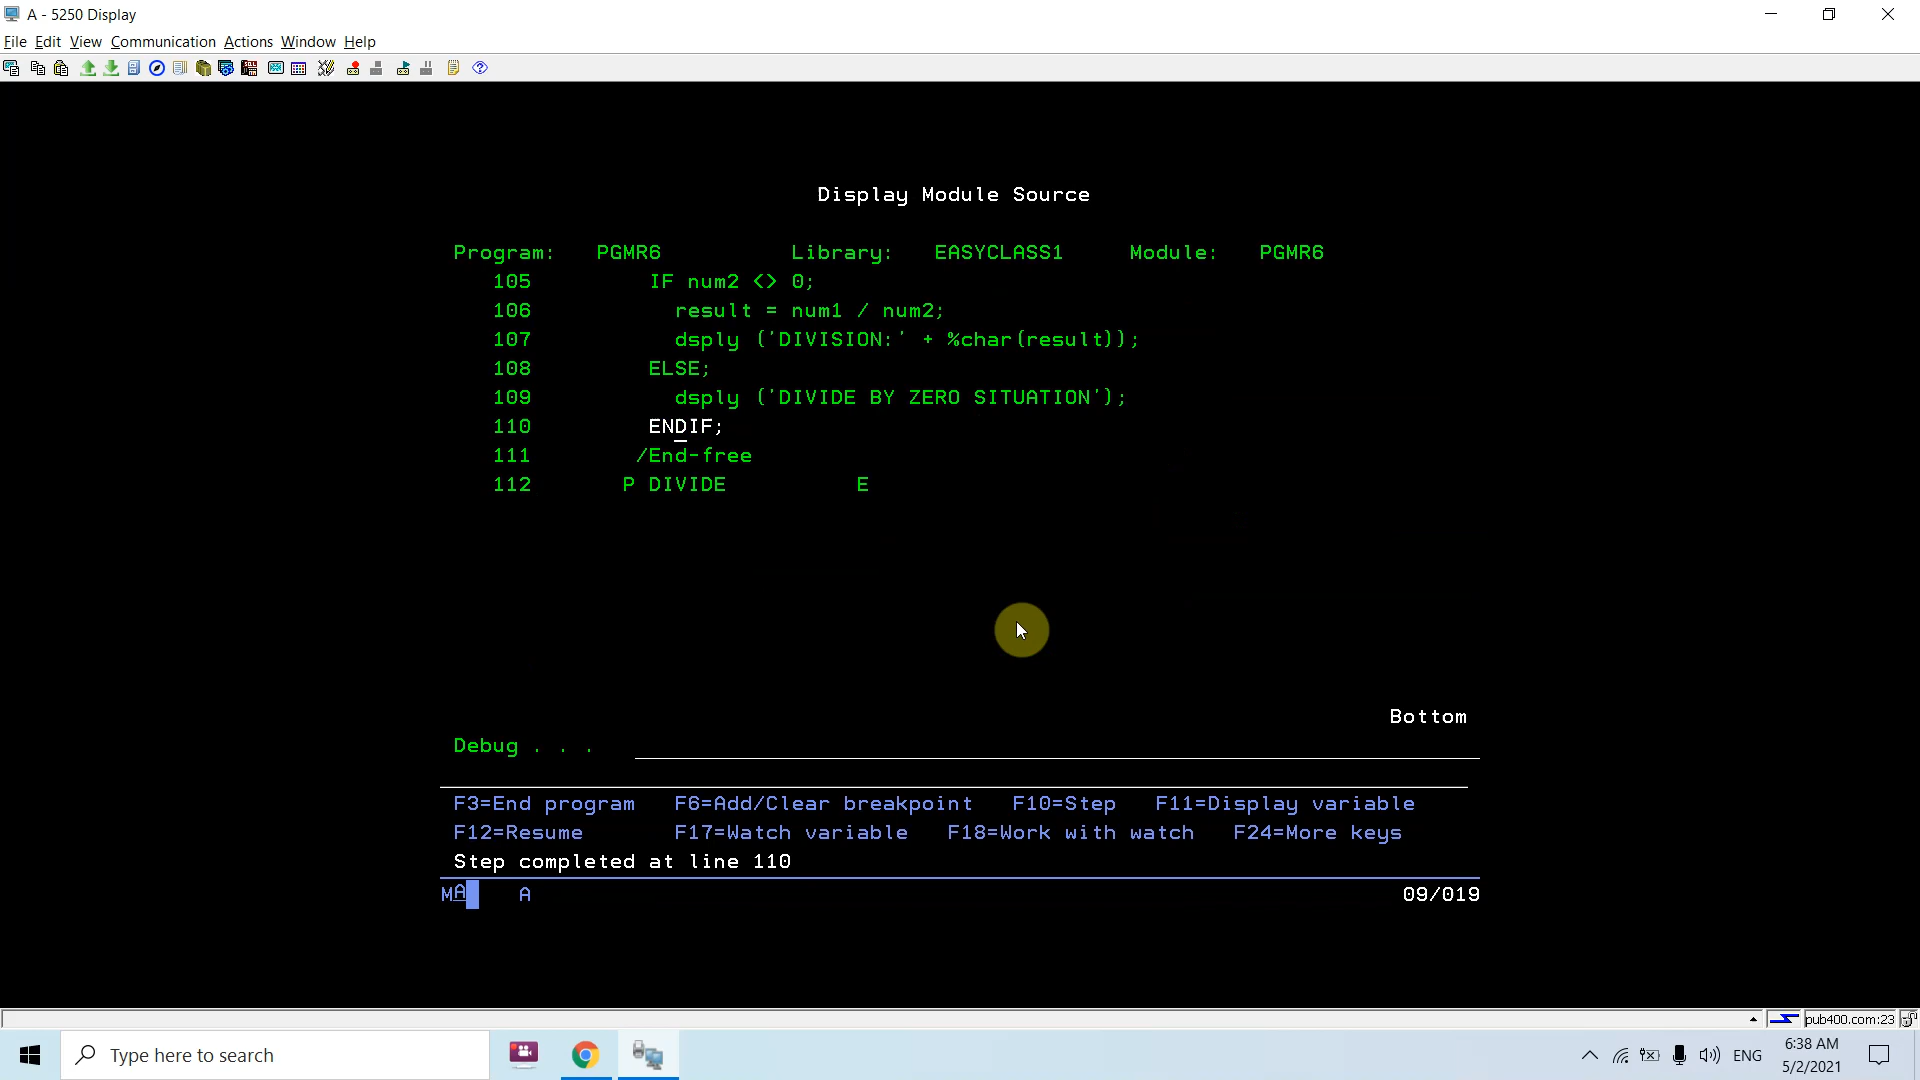 A - 5250 Display
File Edit View Communication Actions Window Help
Display Module Source
Program: PGMR6 Library: EASYCLASS1 Module: PGMR6
105 IF num2 <> 0;
106 result = num1 / num2;
107 dsply ('DIVISION:' + %char(result));
108 ELSE;
109 dsply ('DIVIDE BY ZERO SITUATION');
110 ENDIF;
111 /End-free
112 P DIVIDE E
Bottom
Debug . . .
F3=End program F6=Add/Clear breakpoint F10=Step F11=Display variable
F12=Resume F17=Watch variable F18=Work with watch F24=More keys
Step completed at line 110
MA A 09/019
pub400.com:23
Type here to search
ENG
6:38 AM
5/2/2021